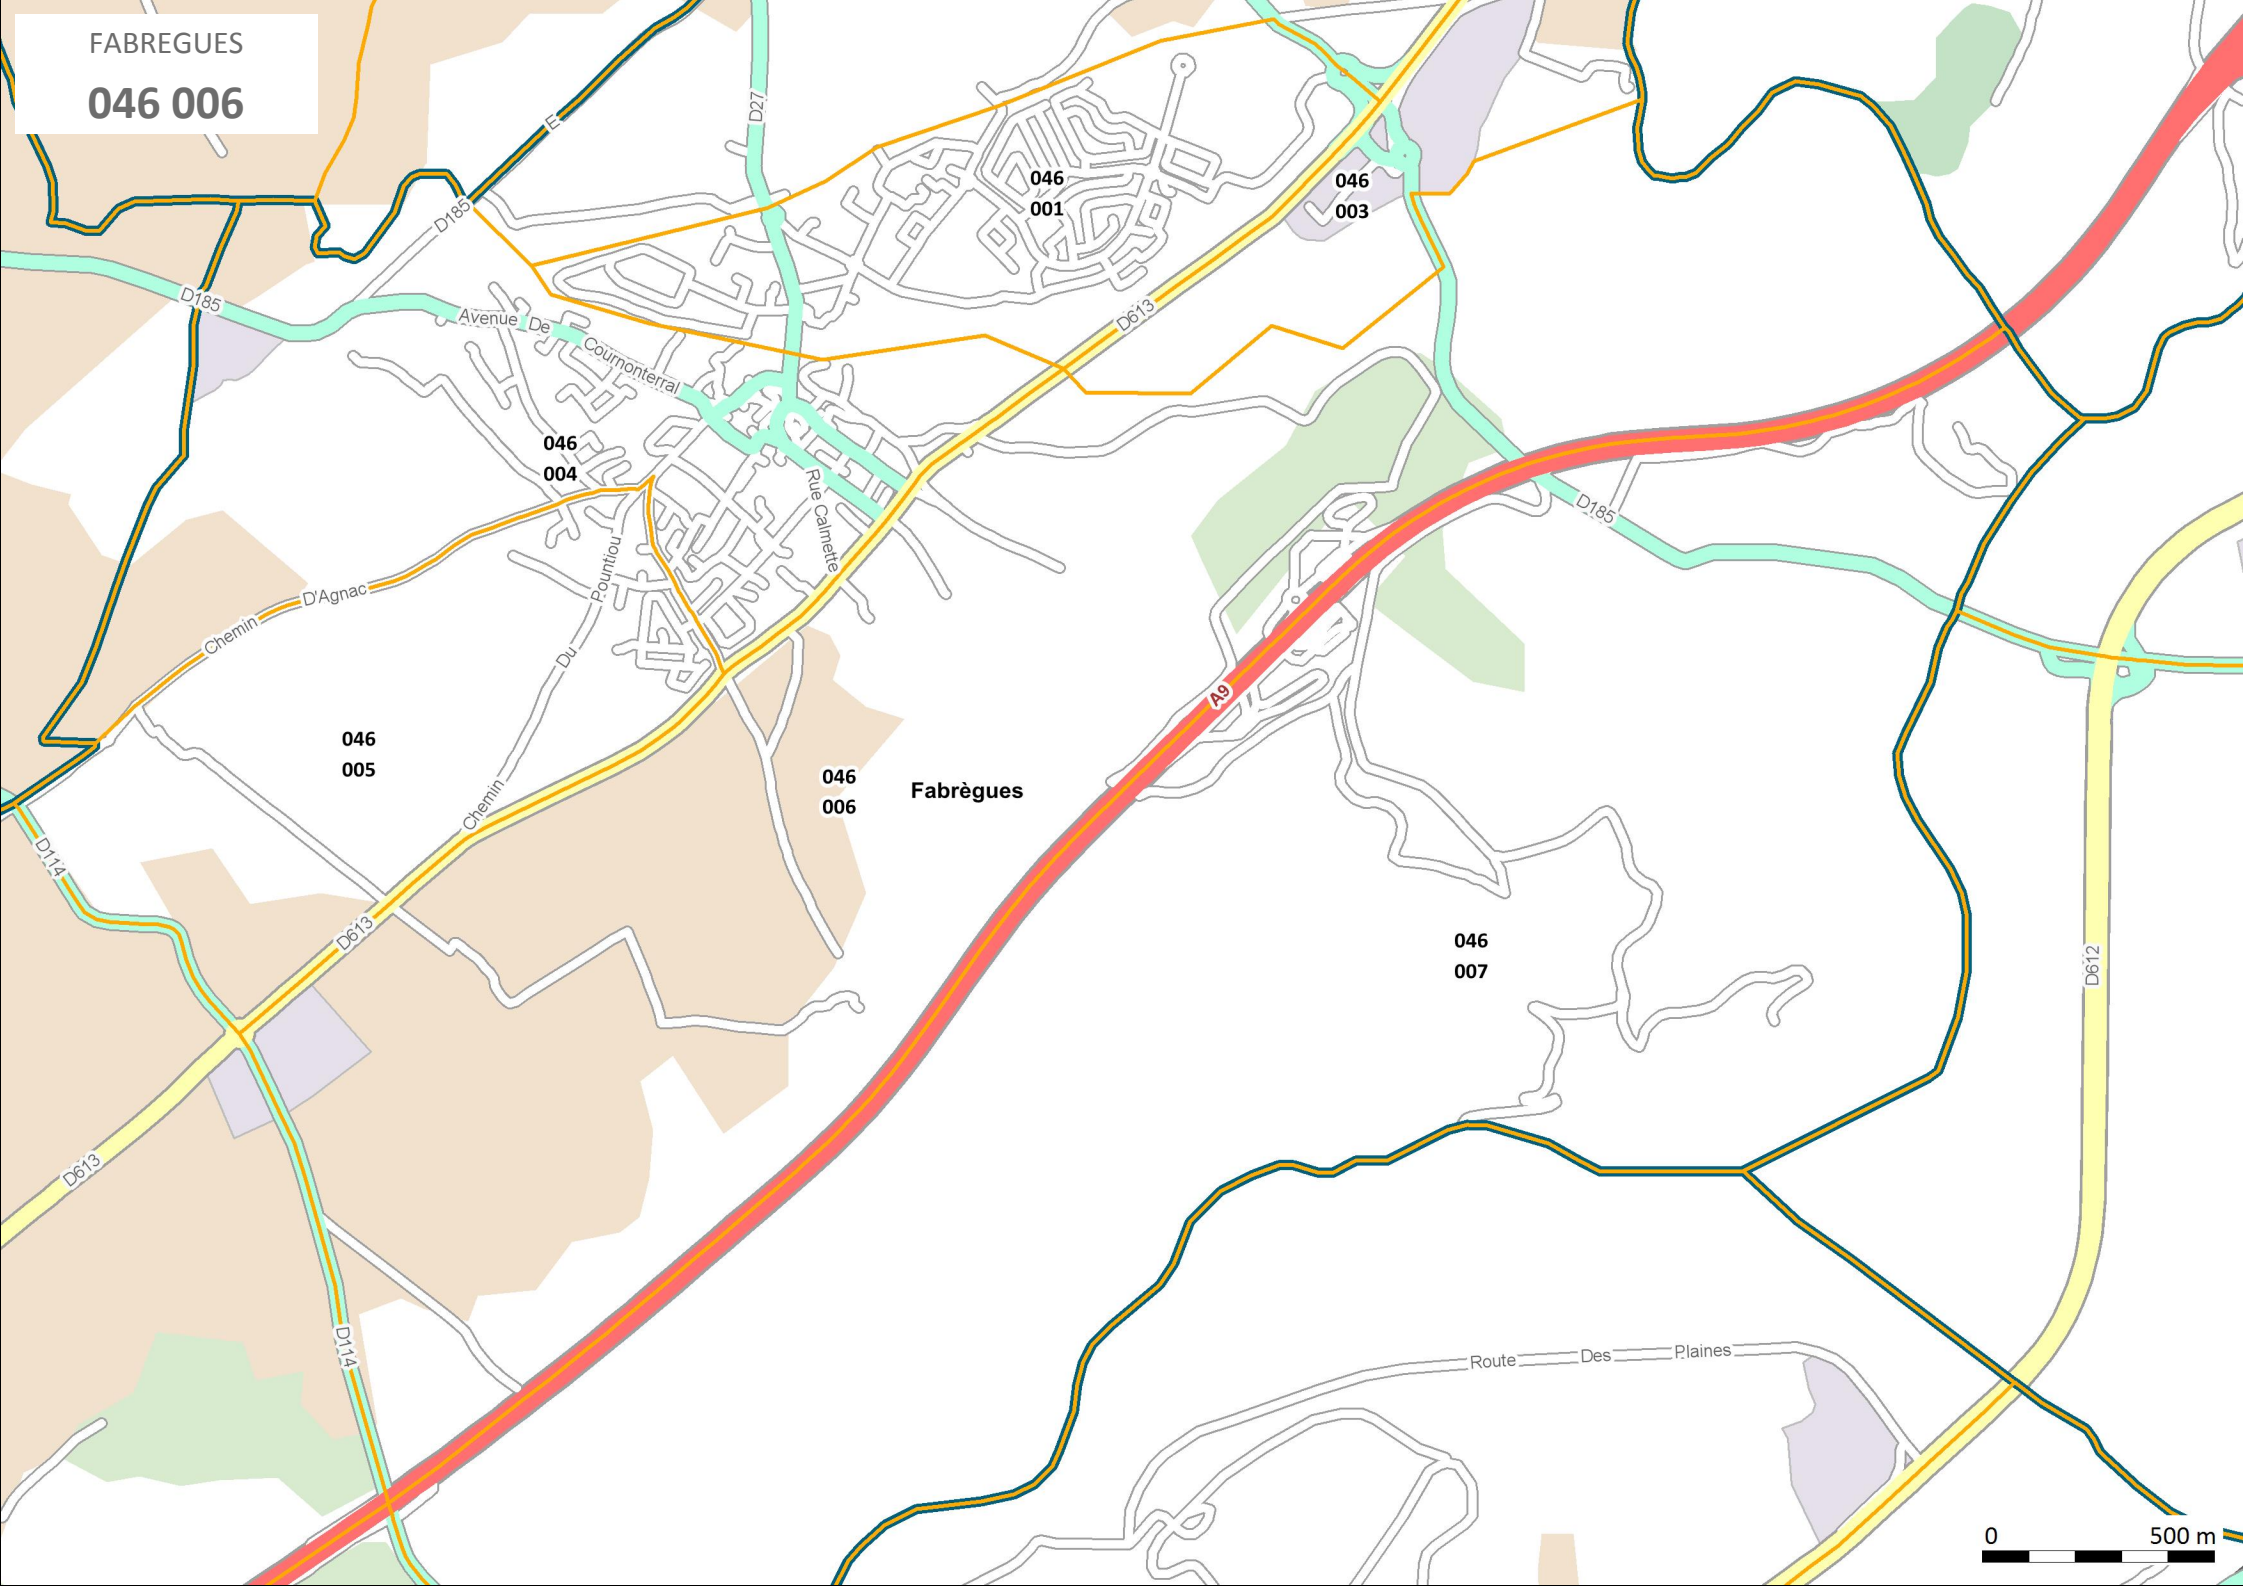 FABREGUES
046 006
E
D27
D185
046
001
046
003
D185
Avenue De
Cournonterral
D613
046
004
Rue Calmette
D185
Chemin
D'Agnac
Chemin
Du
Pountiou
A9
046
005
046
006
Fabrègues
D114
D613
046
007
D612
D613
D114
Route Des Plaines
0 500 m